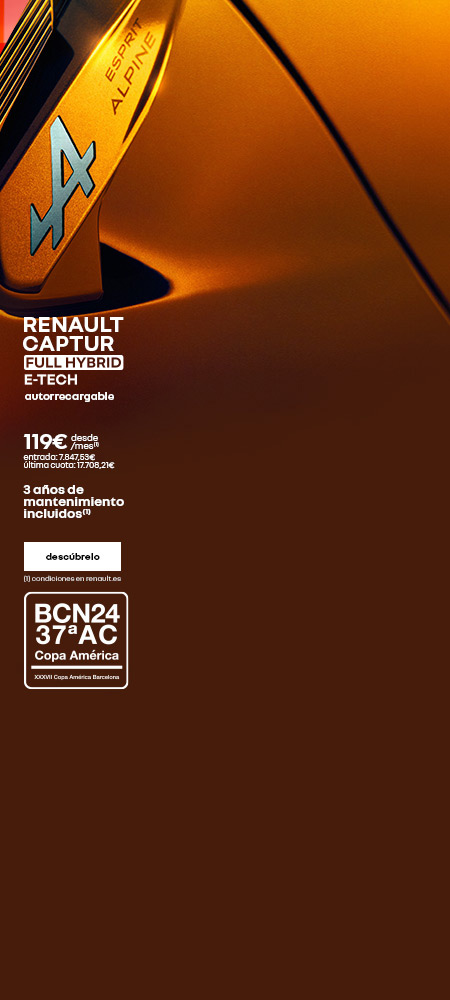 ESPRIT
ALPINE
RENAULT
CAPTUR
FULL HYBRID
E-TECH
autorrecargable
119€ desde
/mes(1)
entrada: 7.847,53€
última cuota: 17.708,21€
3 años de
mantenimiento
incluidos(1)
descúbrelo
(1) condiciones en renault.es
BCN24
37ªAC
Copa América
XXXVII Copa América Barcelona